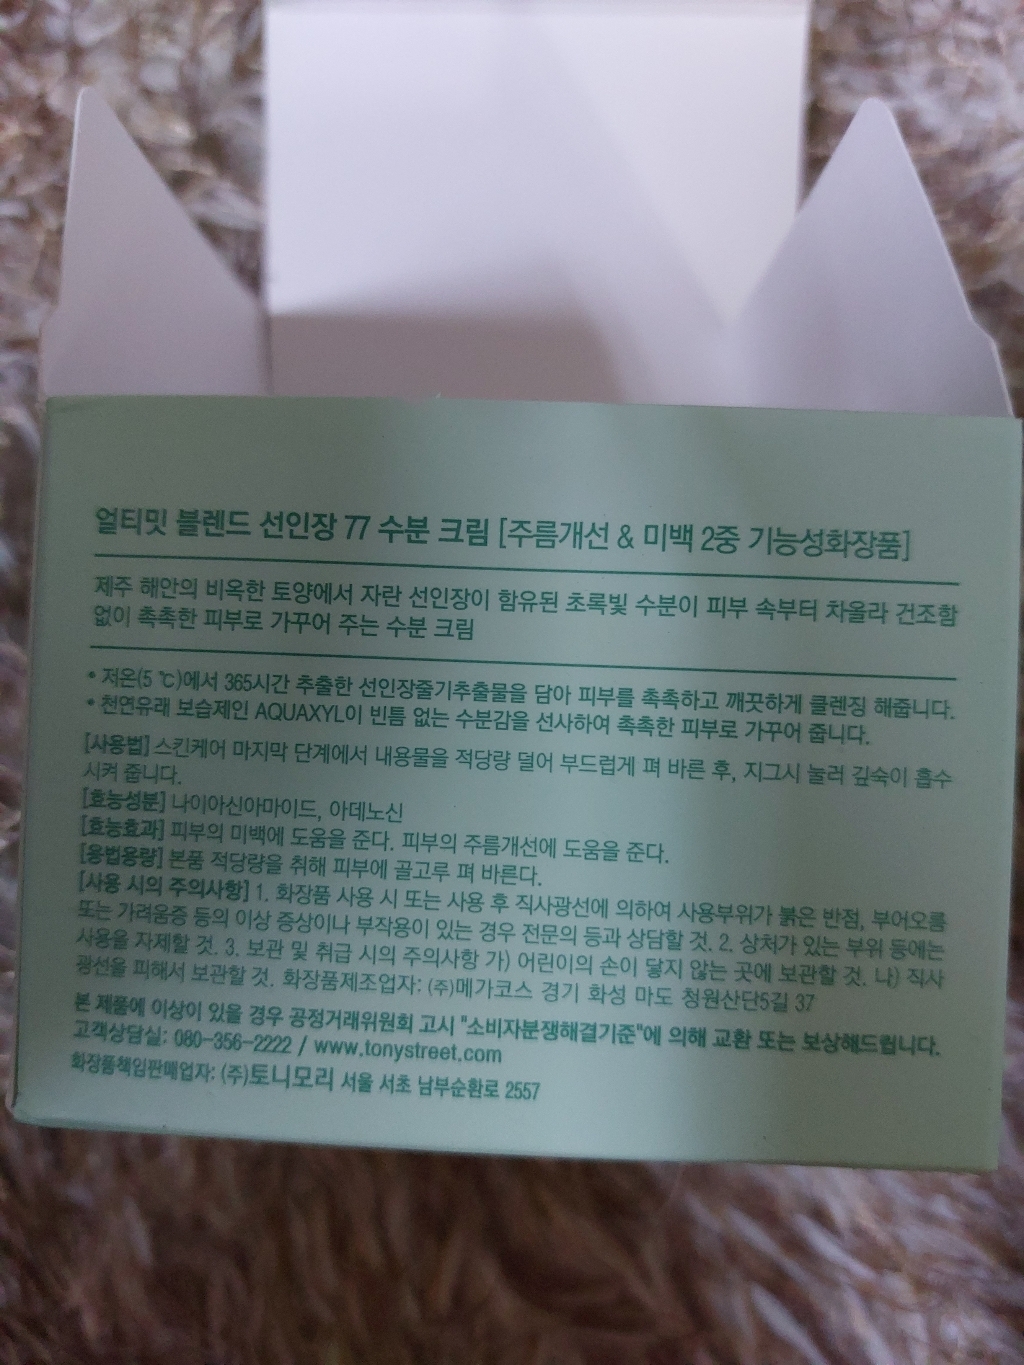 얼티밋 블렌드 선인장 77 수분 크림 [주름개선 & 미백 2중 기능성화장품]
제주 해안의 비옥한 토양에서 자란 선인장이 함유된 초록빛 수분이 피부 속부터 차올라 건조함
없이 촉촉한 피부로 가꾸어 주는 수분 크림
* 저온(5 ℃)에서 365시간 추출한 선인장줄기추출물을 담아 피부를 촉촉하고 깨끗하게 클렌징 해줍니다.
* 천연유래 보습제인 AQUAXYL이 빈틈 없는 수분감을 선사하여 촉촉한 피부로 가꾸어 줍니다.
[사용법] 스킨케어 마지막 단계에서 내용물을 적당량 덜어 부드럽게 펴 바른 후, 지그시 눌러 깊숙이 흡수
시켜 줍니다.
[효능성분] 나이아신아마이드, 아데노신
[효능효과] 피부의 미백에 도움을 준다. 피부의 주름개선에 도움을 준다.
[용법용량] 본품 적당량을 취해 피부에 골고루 펴 바른다.
[사용 시의 주의사항] 1. 화장품 사용 시 또는 사용 후 직사광선에 의하여 사용부위가 붉은 반점, 부어오름
또는 가려움증 등의 이상 증상이나 부작용이 있는 경우 전문의 등과 상담할 것. 2. 상처가 있는 부위 등에는
사용을 자제할 것. 3. 보관 및 취급 시의 주의사항 가) 어린이의 손이 닿지 않는 곳에 보관할 것. 나) 직사
광선을 피해서 보관할 것. 화장품제조업자: (주)메가코스 경기 화성 마도 청원산단5길 37
본 제품에 이상이 있을 경우 공정거래위원회 고시 "소비자분쟁해결기준"에 의해 교환 또는 보상해드립니다.
고객상담실: 080-356-2222 / www.tonystreet.com
화장품책임판매업자: (주)토니모리 서울 서초 남부순환로 2557